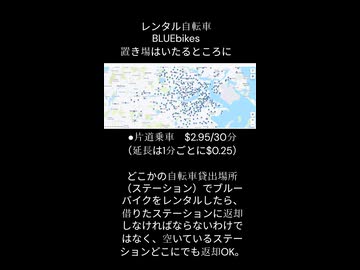 レンタル自転車
BLUEbikes
置き場はいたるところに
●片道乗車 $2.95/30分
（延長は1分ごとに$0.25）
どこかの自転車貸出場所
（ステーション）でブルー
バイクをレンタルしたら、
借りたステーションに返却
しなければならないわけで
はなく、空いているステー
ションどこにでも返却OK。